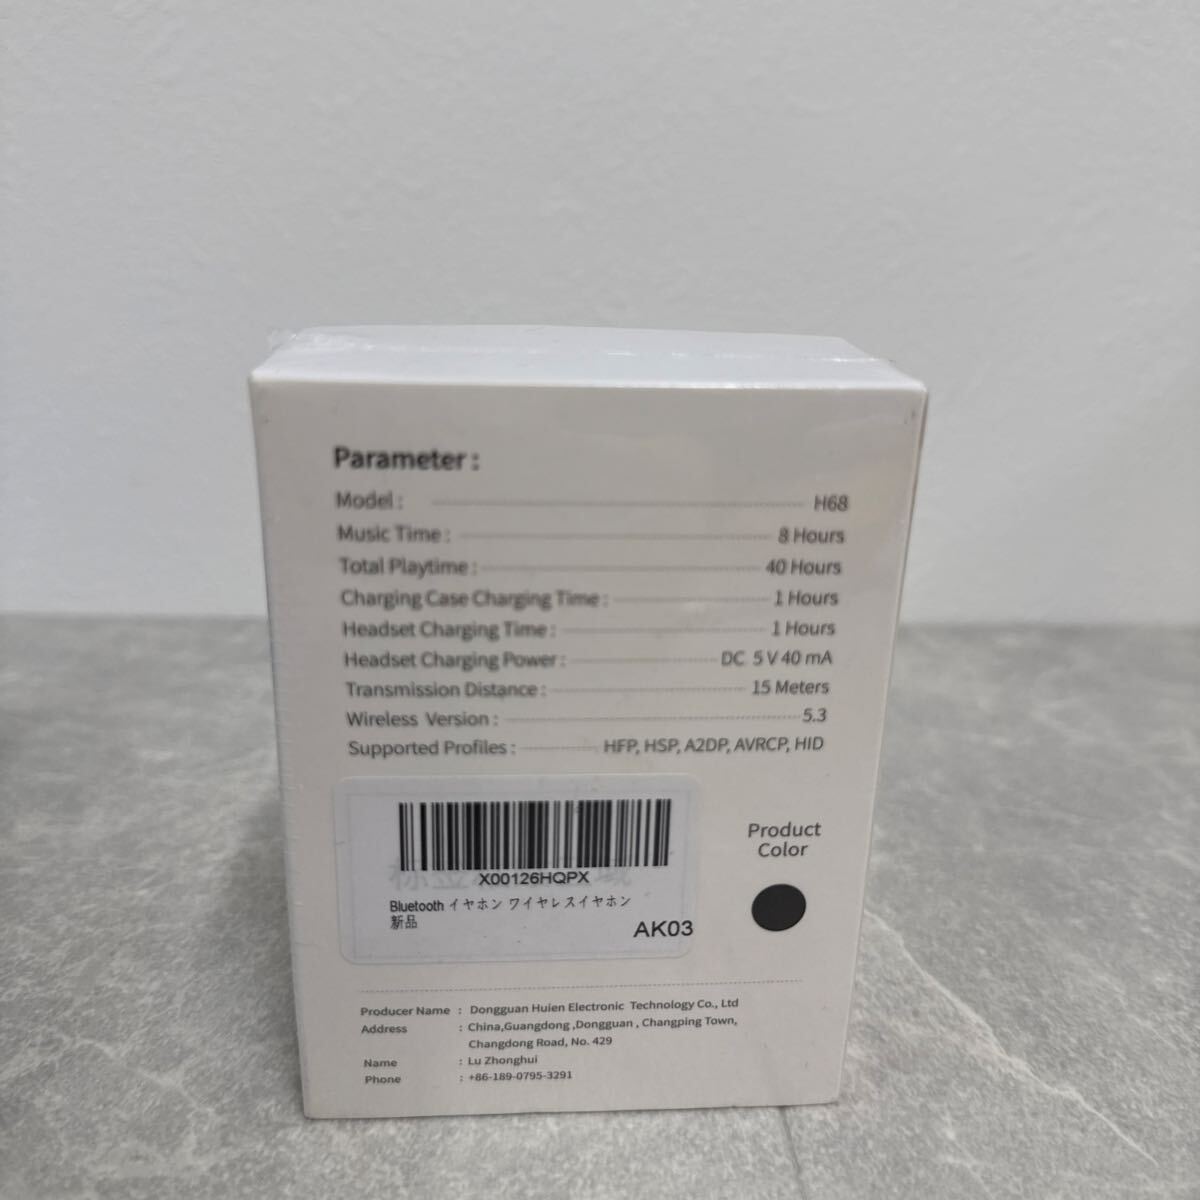 Parameter :
Model : H68
Music Time : 8 Hours
Total Playtime : 40 Hours
Charging Case Charging Time : 1 Hours
Headset Charging Time : 1 Hours
Headset Charging Power : DC 5 V 40 mA
Transmission Distance : 15 Meters
Wireless Version : 5.3
Supported Profiles : HFP, HSP, A2DP, AVRCP, HID
X00126HQPX
Bluetooth イヤホン ワイヤレスイヤホン
新品
AK03
Product
Color
Producer Name : Dongguan Huien Electronic Technology Co., Ltd
Address : China,Guangdong ,Dongguan , Changping Town,
Changdong Road, No. 429
Name : Lu Zhonghui
Phone : +86-189-0795-3291